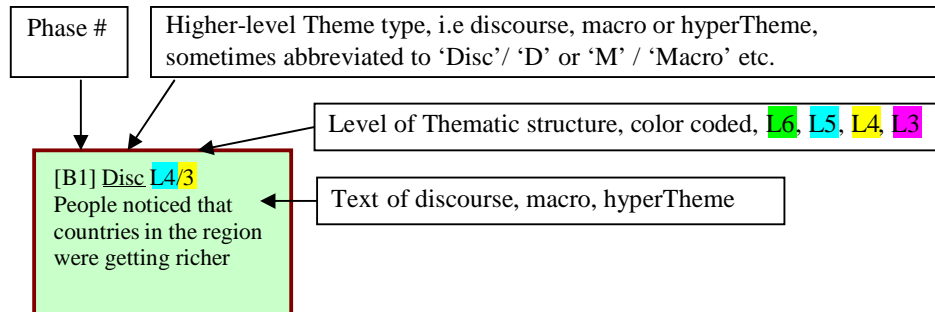 Phase #
Higher-level Theme type, i.e discourse, macro or hyperTheme,
sometimes abbreviated to ‘Disc’/ ‘D’ or ‘M’ / ‘Macro’ etc.
Level of Thematic structure, color coded, L6, L5, L4, L3
[B1] Disc L4/3
People noticed that
countries in the region
were getting richer
Text of discourse, macro, hyperTheme